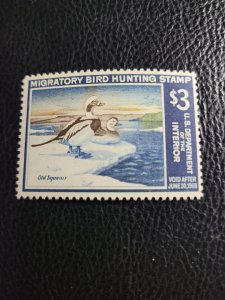 MIGRATORY BIRD HUNTING STAMP
$3
U.S. DEPARTMENT
OF THE
INTERIOR
VOID AFTER
JUNE 30, 1968
Old Squaws